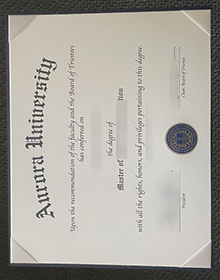 Aurora University
Upon the recommendation of the faculty and the Board of Trustees
has conferred on
the degree of
Master of tion
with all the rights, honors, and privileges pertaining to this degree.
Chair, Board of Trustees
President